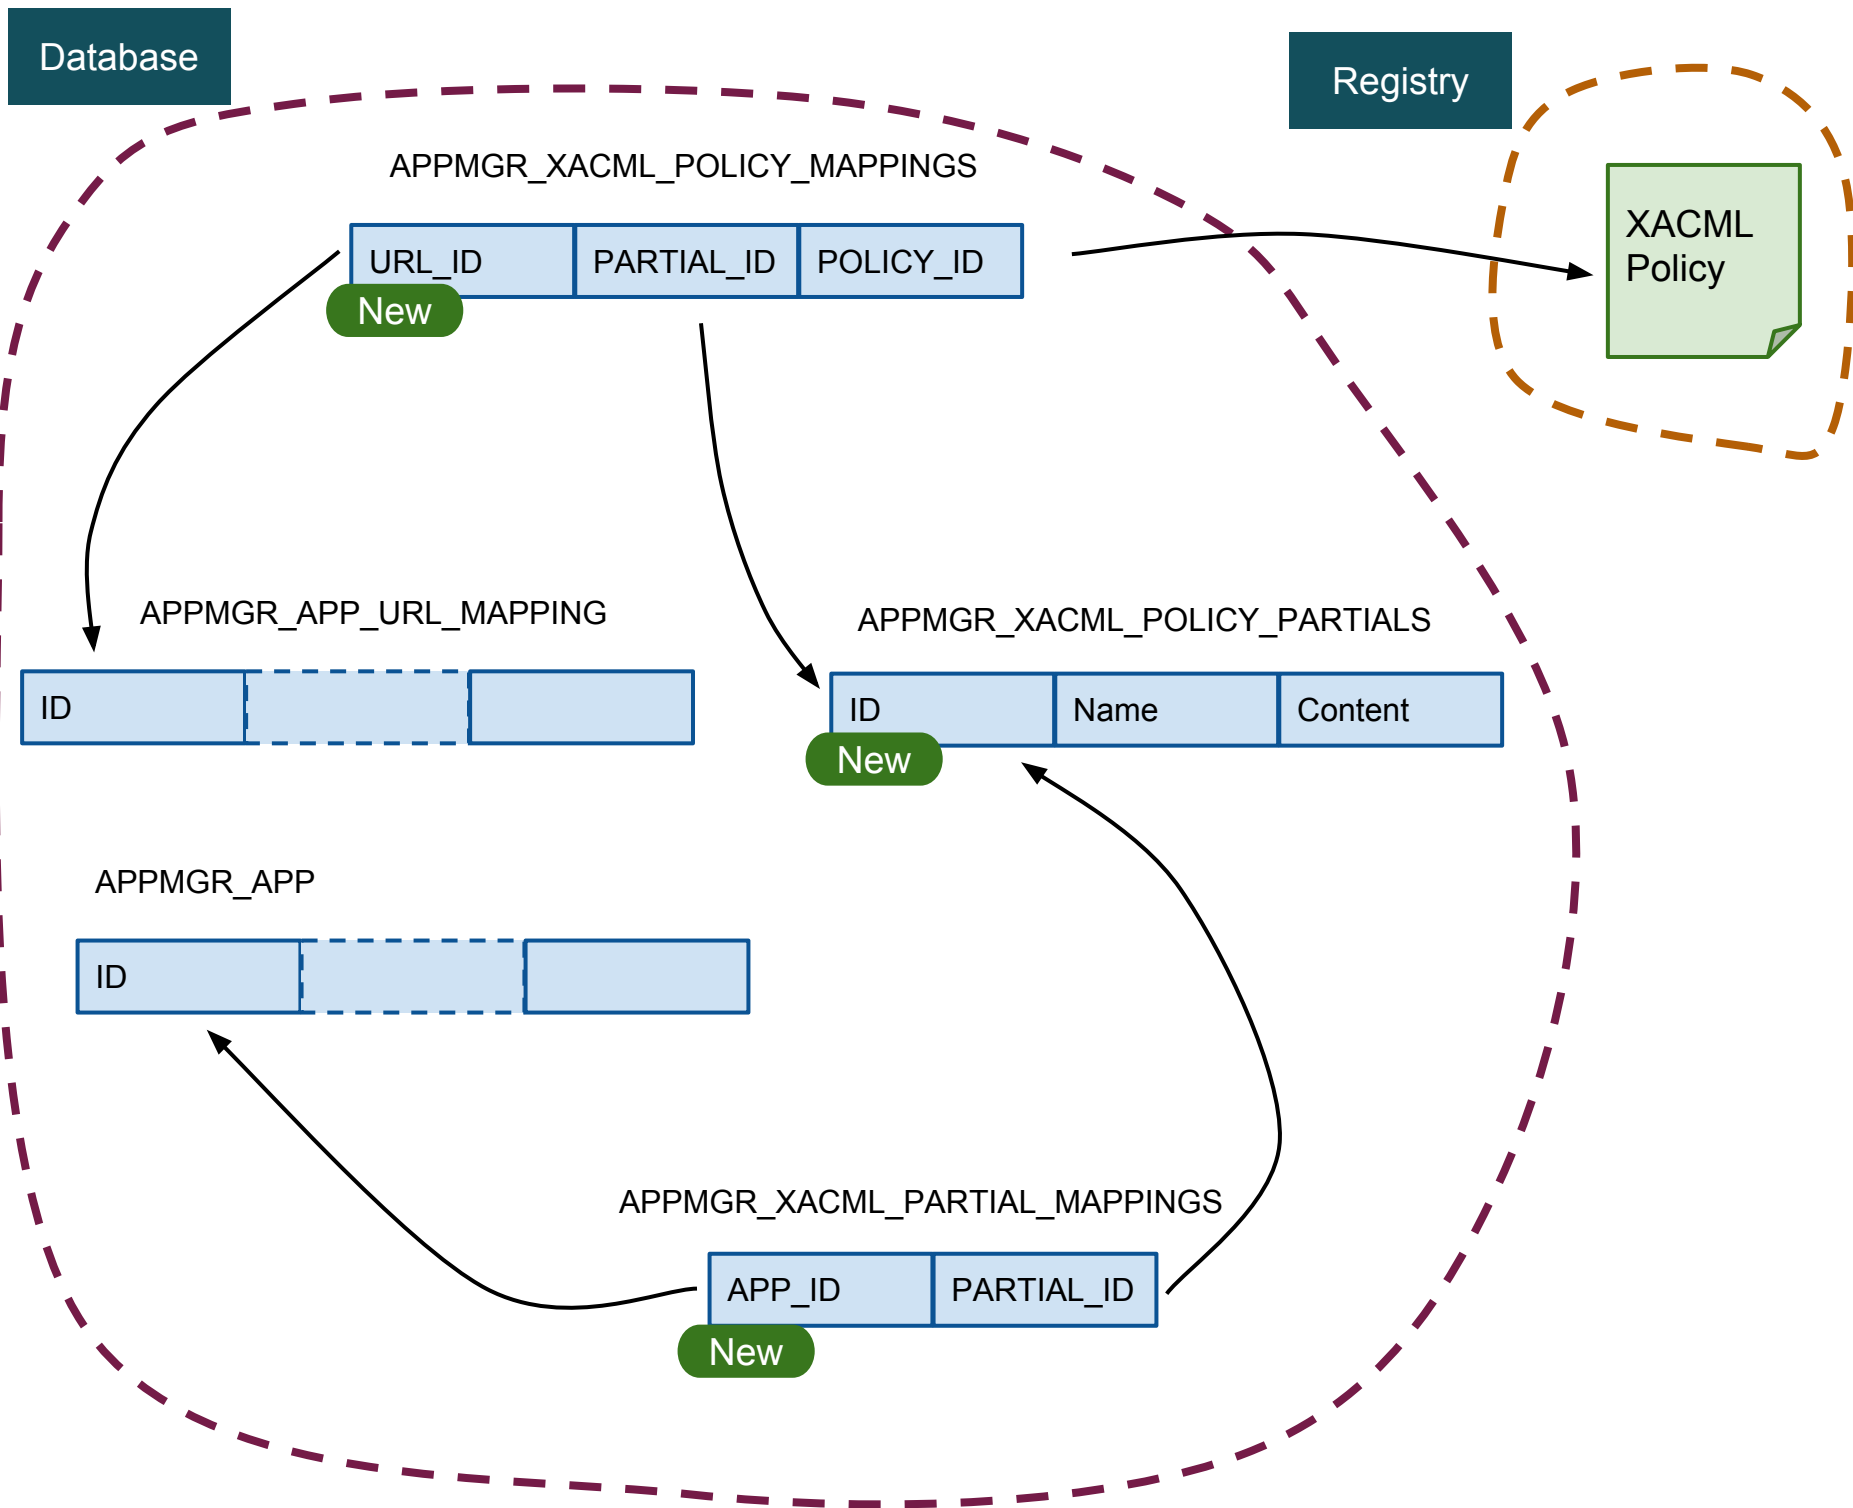 Database
Registry
APPMGR_XACML_POLICY_MAPPINGS
URL_ID PARTIAL_ID POLICY_ID
New
XACML
Policy
APPMGR_APP_URL_MAPPING
ID
APPMGR_XACML_POLICY_PARTIALS
ID Name Content
New
APPMGR_APP
ID
APPMGR_XACML_PARTIAL_MAPPINGS
APP_ID PARTIAL_ID
New